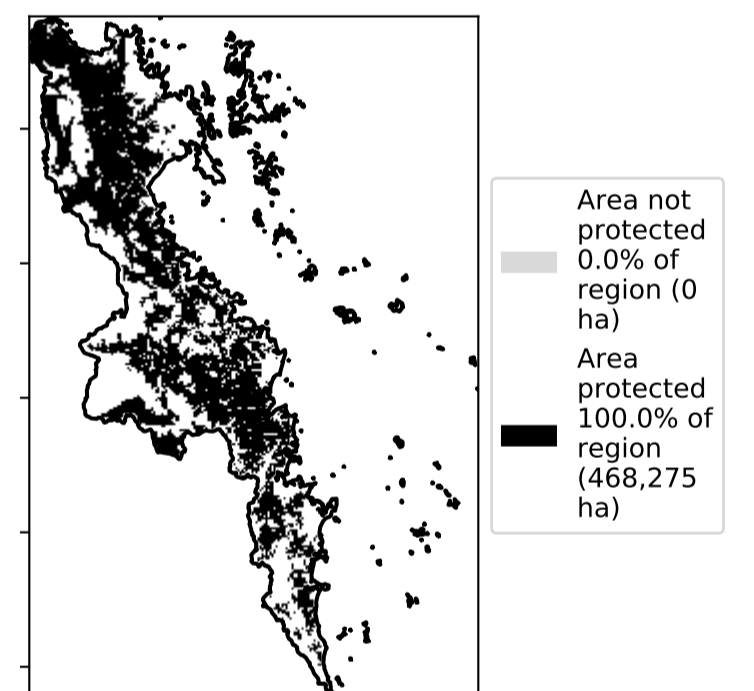 Area not
protected
0.0% of
region (0
ha)
Area
protected
100.0% of
region
(468,275
ha)